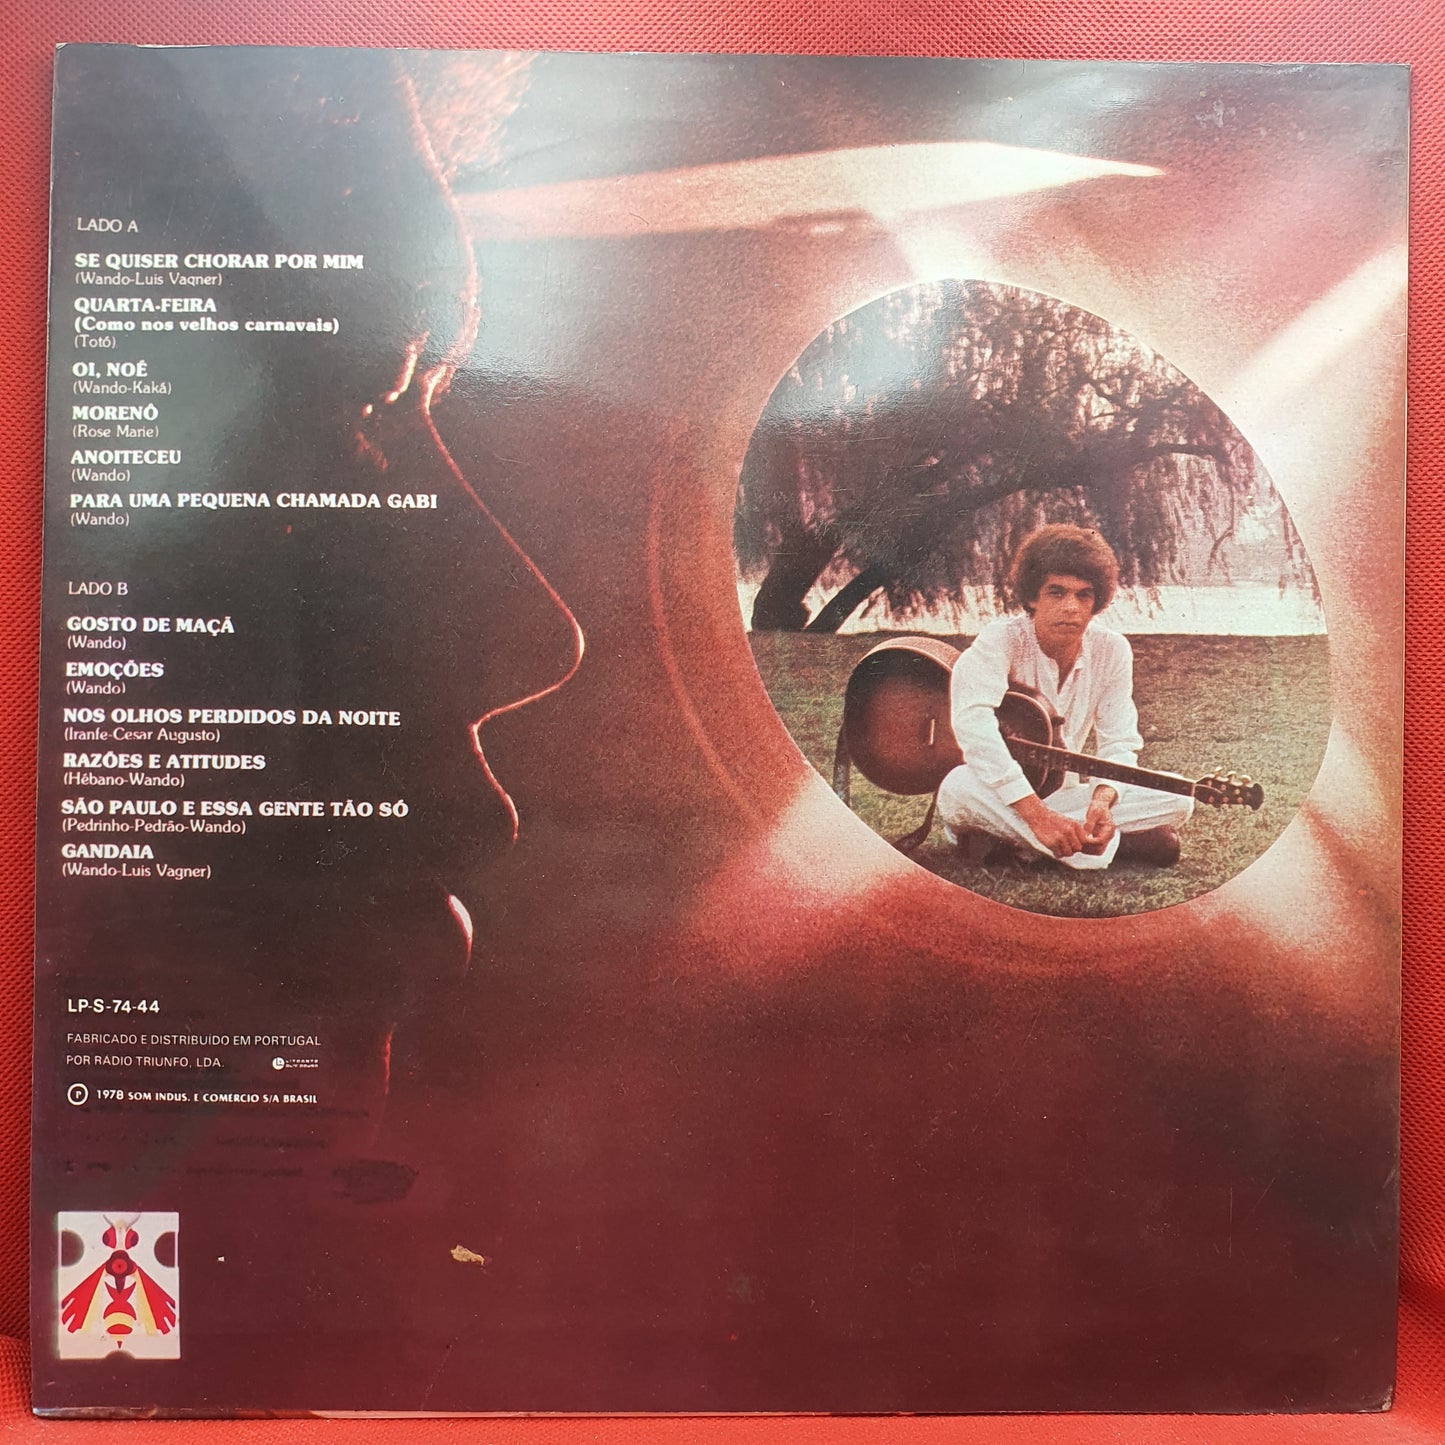 LADO A
SE QUISER CHORAR POR MIM
(Wando-Luis Vagner)
QUARTA-FEIRA
(Como nos velhos carnavais)
(Totó)
OI, NOÉ
(Wando-Kaká)
MORENÔ
(Rose Marie)
ANOITECEU
(Wando)
PARA UMA PEQUENA CHAMADA GABI
(Wando)
LADO B
GOSTO DE MAÇÃ
(Wando)
EMOÇÕES
(Wando)
NOS OLHOS PERDIDOS DA NOITE
(Iranfe-Cesar Augusto)
RAZÕES E ATITUDES
(Hébano-Wando)
SÃO PAULO E ESSA GENTE TÃO SÓ
(Pedrinho-Pedrão-Wando)
GANDAIA
(Wando-Luis Vagner)
LP-S-74-44
FABRICADO E DISTRIBUÍDO EM PORTUGAL
POR RÁDIO TRIUNFO, LDA.
P 1978 SOM INDUS. E COMERCIO S/A BRASIL